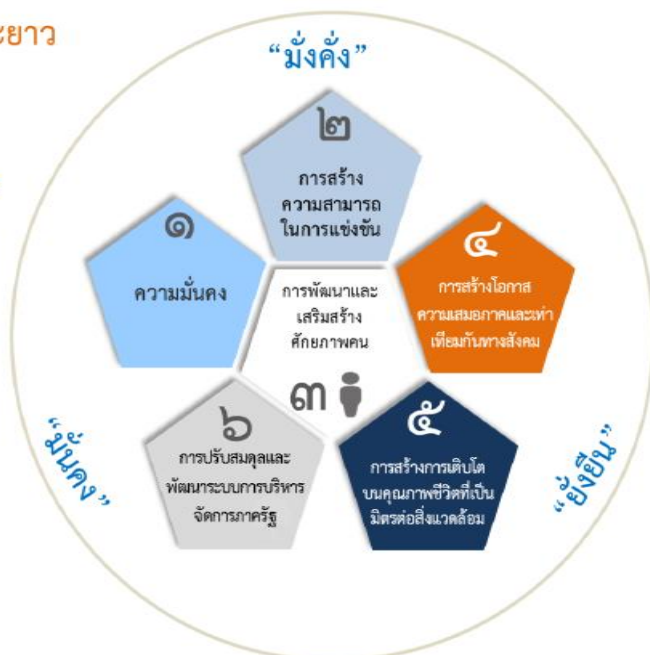 ะยาว
“มั่งคั่ง”
๒
การสร้าง
ความสามารถ
ในการแข่งขัน
๑
ความมั่นคง
๔
การสร้างโอกาส
ความเสมอภาคและเท่า
เทียมกันทางสังคม
การพัฒนาและ
เสริมสร้าง
ศักยภาพคน
๓
๖
การปรับสมดุลและ
พัฒนาระบบการบริหาร
จัดการภาครัฐ
๕
การสร้างการเติบโต
บนคุณภาพชีวิตที่เป็น
มิตรต่อสิ่งแวดล้อม
“มั่นคง”
“ยั่งยืน”